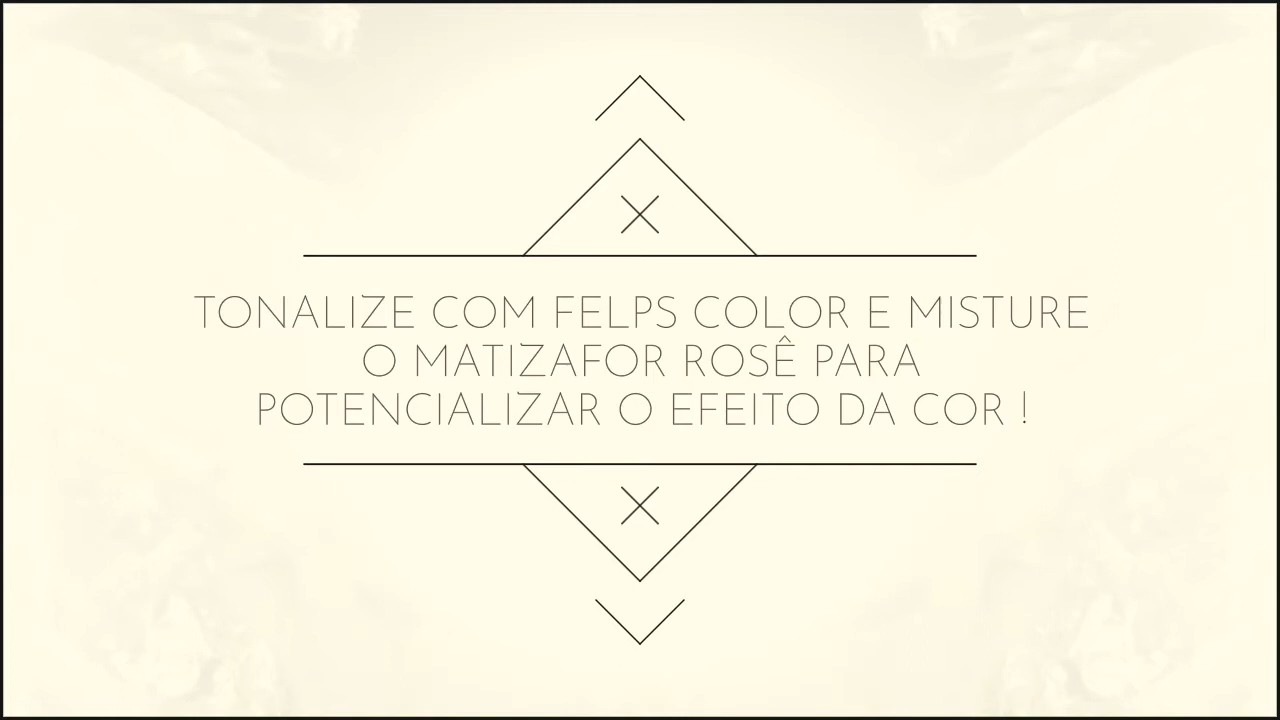 TONALIZE COM FELPS COLOR E MISTURE
O MATIZAFOR ROSÊ PARA
POTENCIALIZAR O EFEITO DA COR !